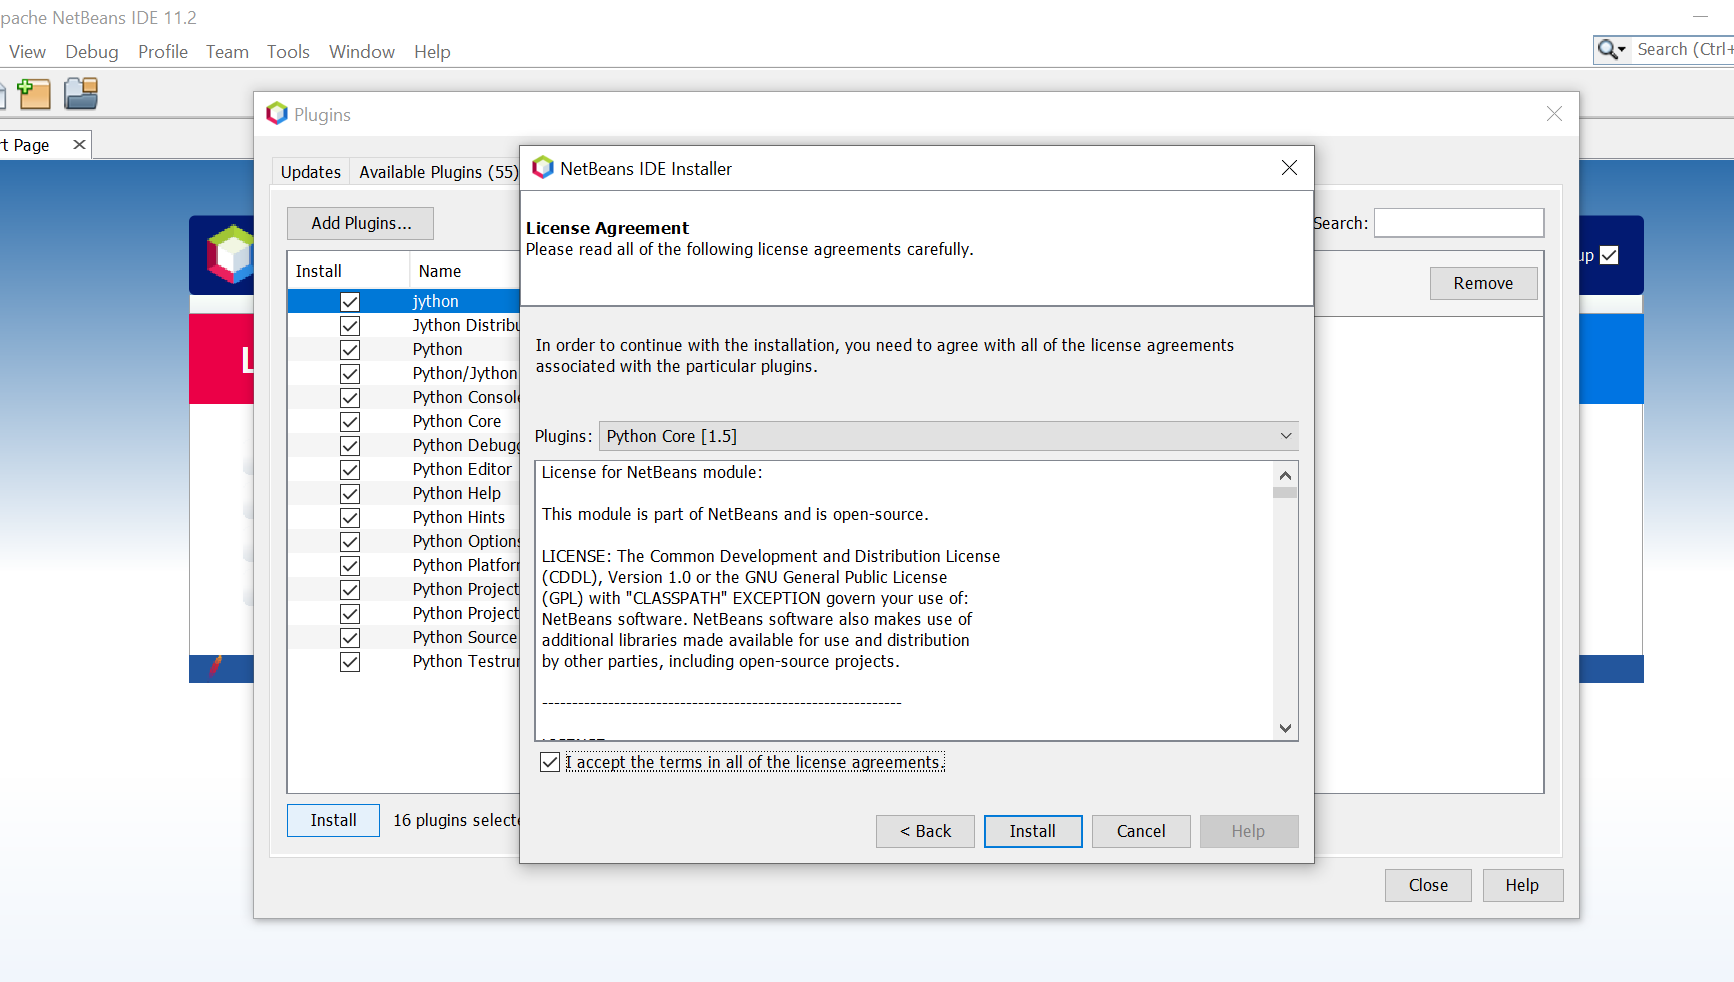 pache NetBeans IDE 11.2
View Debug Profile Team Tools Window Help
Search (Ctrl+
Plugins
rt Page
Updates Available Plugins (55)
NetBeans IDE Installer
Add Plugins...
Search:
License Agreement
Please read all of the following license agreements carefully.
up
Install Name
Remove
jython
Jython Distribu
Python
Python/Jython
Python Console
Python Core
Python Debugg
Python Editor
Python Help
Python Hints
Python Options
Python Platforr
Python Project
Python Project
Python Source
Python Testrur
L
In order to continue with the installation, you need to agree with all of the license agreements
associated with the particular plugins.
Plugins: Python Core [1.5]
License for NetBeans module:
This module is part of NetBeans and is open-source.
LICENSE: The Common Development and Distribution License
(CDDL), Version 1.0 or the GNU General Public License
(GPL) with "CLASSPATH" EXCEPTION govern your use of:
NetBeans software. NetBeans software also makes use of
additional libraries made available for use and distribution
by other parties, including open-source projects.
------------------------------------------------------------
I accept the terms in all of the license agreements.
Install 16 plugins selecte
< Back Install Cancel Help
Close Help